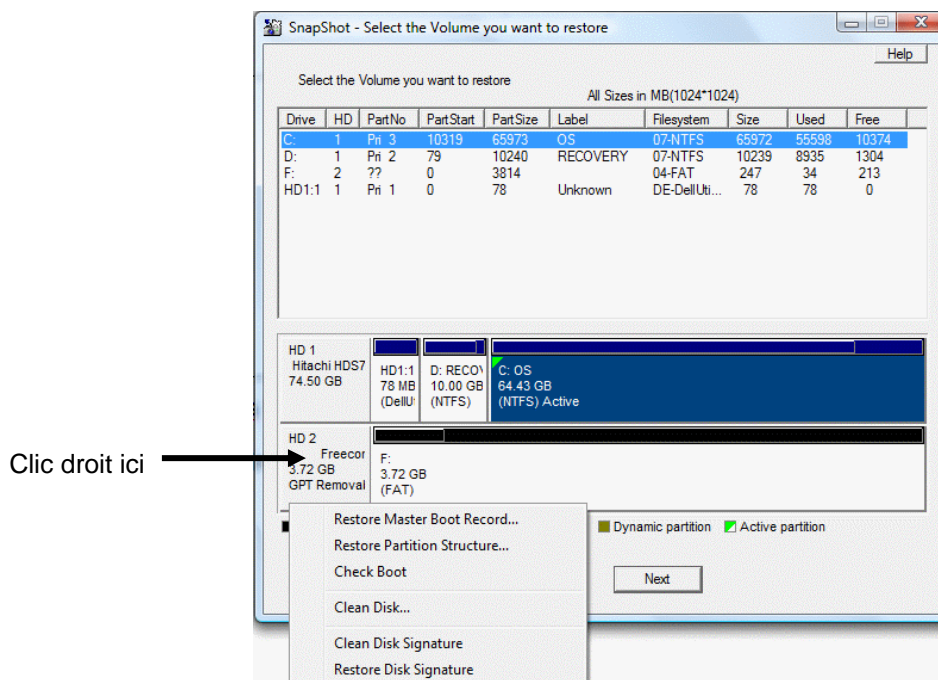 SnapShot - Select the Volume you want to restore
Help
Select the Volume you want to restore
All Sizes in MB(1024*1024)
Drive HD PartNo PartStart PartSize Label Filesystem Size Used Free
C: 1 Pri 3 10319 65973 OS 07-NTFS 65972 55598 10374
D: 1 Pri 2 79 10240 RECOVERY 07-NTFS 10239 8935 1304
F: 2 ?? 0 3814 04-FAT 247 34 213
HD1:1 1 Pri 1 0 78 Unknown DE-DellUti... 78 78 0
HD 1
Hitachi HDS7
74.50 GB
HD1:1
78 MB
(DellU
D: RECO
10.00 GB
(NTFS)
C: OS
64.43 GB
(NTFS) Active
Clic droit ici
HD 2
Freecor
3.72 GB
GPT Removal
F:
3.72 GB
(FAT)
Dynamic partition Active partition
Restore Master Boot Record...
Restore Partition Structure...
Check Boot
Clean Disk...
Clean Disk Signature
Restore Disk Signature
Next